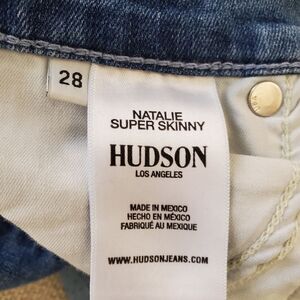 28
NATALIE
SUPER SKINNY
HUDSON
LOS ANGELES
MADE IN MEXICO
HECHO EN MÉXICO
FABRIQUÉ AU MEXIQUE
WWW.HUDSONJEANS.COM